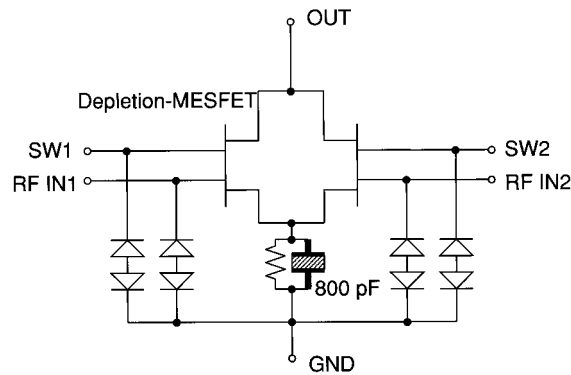 OUT
Depletion-MESFET
SW1
SW2
RF IN1
RF IN2
800 pF
GND